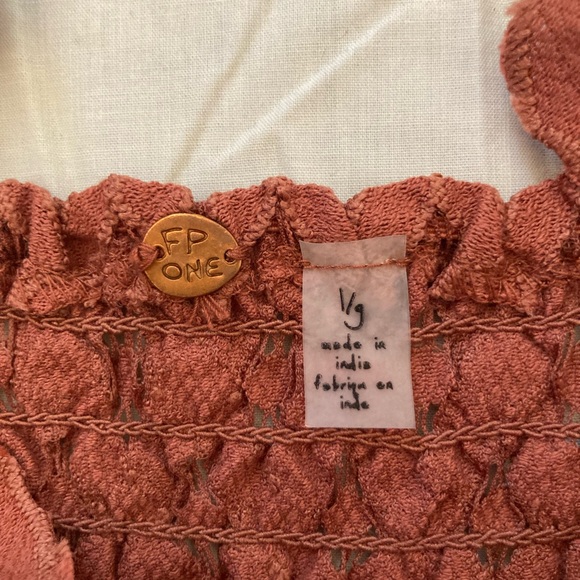 FP
ONE
l/g
made in
india
fabriqu en
inde